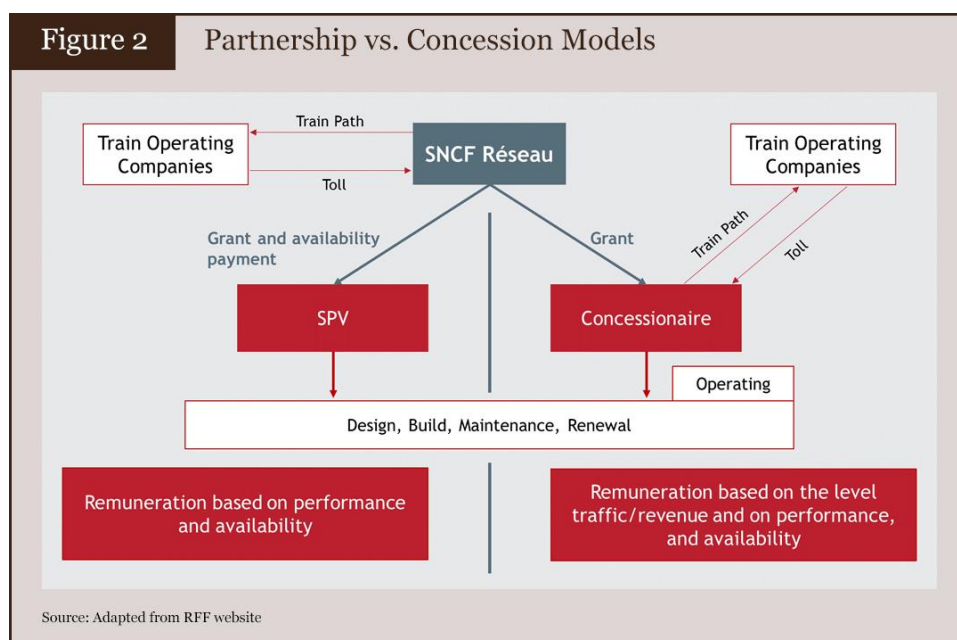 Figure 2
Partnership vs. Concession Models
Train Operating
Companies
Train Path
Toll
SNCF Réseau
Train Operating
Companies
Grant and availability
payment
Grant
Train Path
Toll
SPV
Concessionaire
Operating
Design, Build, Maintenance, Renewal
Remuneration based on performance
and availability
Remuneration based on the level
traffic/revenue and on performance,
and availability
Source: Adapted from RFF website